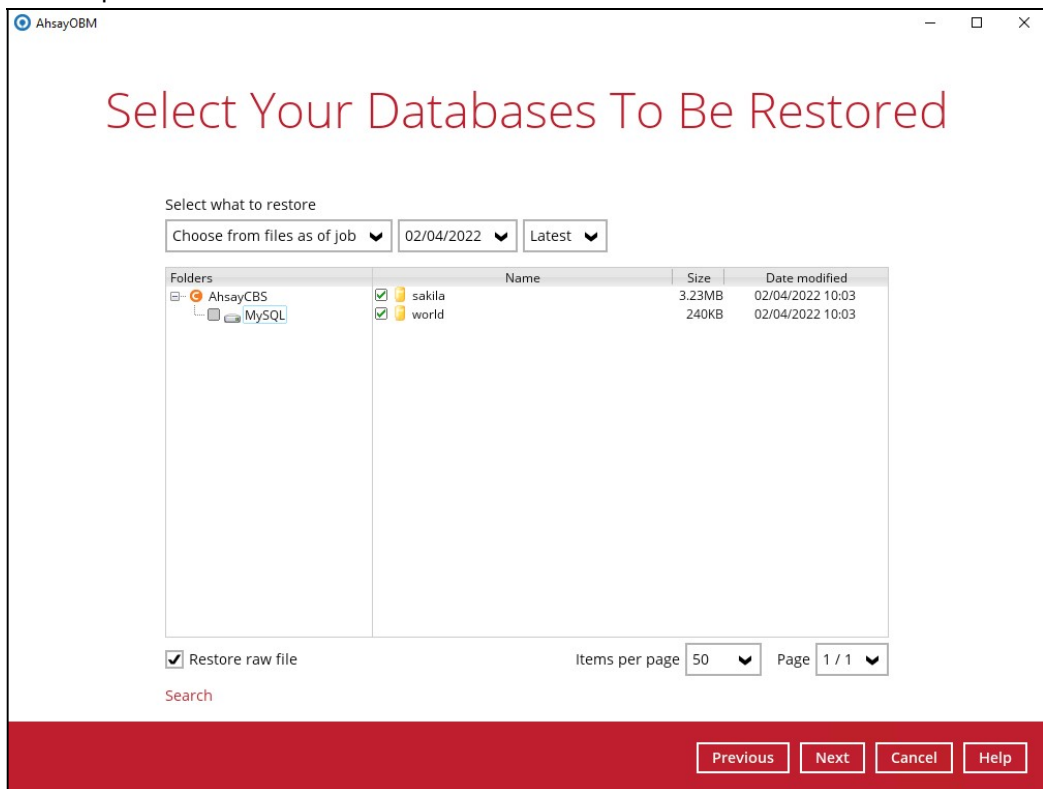 AhsayOBM
Select Your Databases To Be Restored
Select what to restore
Choose from files as of job 02/04/2022 Latest
Folders Name Size Date modified
AhsayCBS sakila 3.23MB 02/04/2022 10:03
MySQL world 240KB 02/04/2022 10:03
Restore raw file Items per page 50 Page 1 / 1
Search
Previous Next Cancel Help